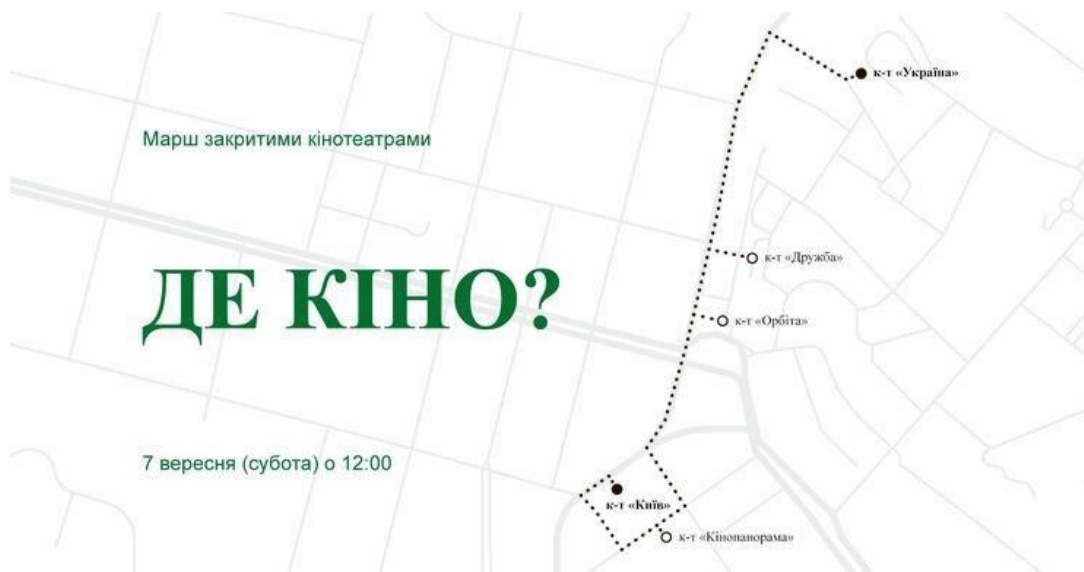 к-т «Україна»
Марш закритими кінотеатрами
к-т «Дружба»
ДЕ КІНО?
к-т «Орбіта»
7 вересня (субота) о 12:00
к-т «Київ»
к-т «Кінопанорама»